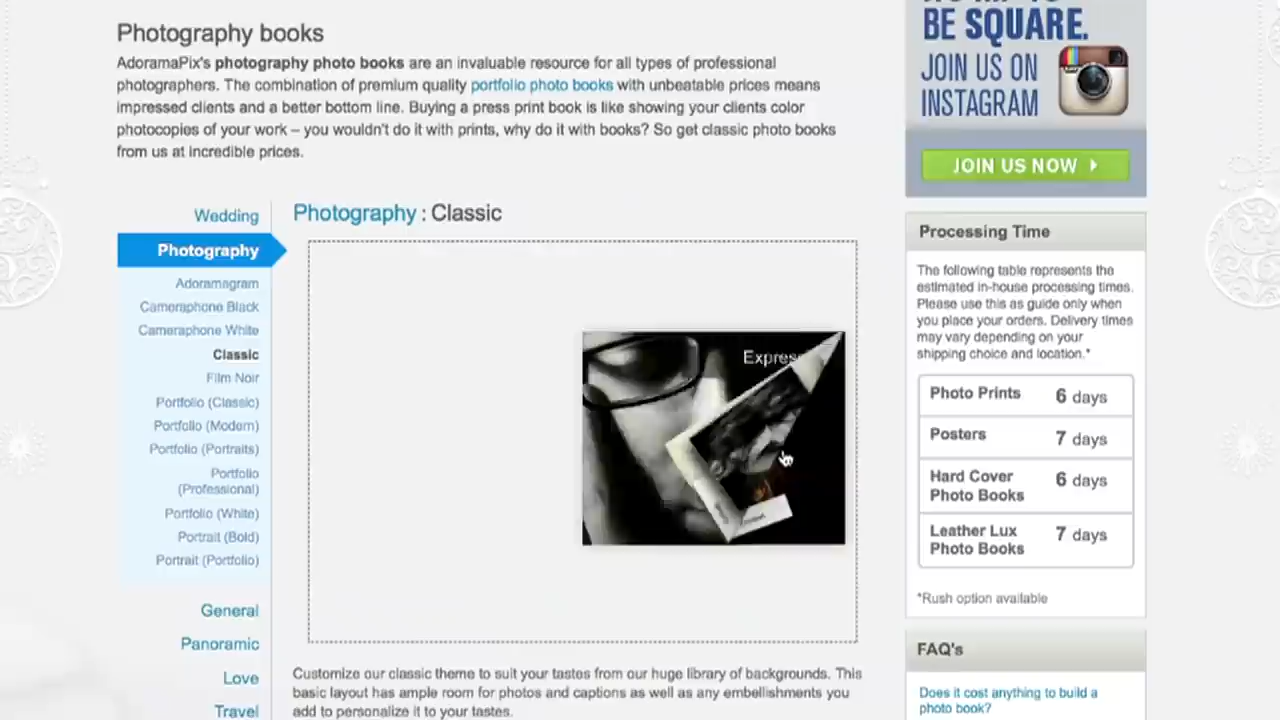 BE SQUARE.
JOIN US ON
INSTAGRAM
JOIN US NOW
Photography books
AdoramaPix's photography photo books are an invaluable resource for all types of professional
photographers. The combination of premium quality portfolio photo books with unbeatable prices means
impressed clients and a better bottom line. Buying a press print book is like showing your clients color
photocopies of your work – you wouldn't do it with prints, why do it with books? So get classic photo books
from us at incredible prices.
Wedding
Photography
Adoramagram
Cameraphone Black
Cameraphone White
Classic
Film Noir
Portfolio (Classic)
Portfolio (Modern)
Portfolio (Portraits)
Portfolio
(Professional)
Portfolio (White)
Portrait (Bold)
Portrait (Portfolio)
General
Panoramic
Love
Travel
Photography : Classic
Customize our classic theme to suit your tastes from our huge library of backgrounds. This
basic layout has ample room for photos and captions as well as any embellishments you
add to personalize it to your tastes.
Processing Time
The following table represents the
estimated in-house processing times.
Please use this as guide only when
you place your orders. Delivery times
may vary depending on your
shipping choice and location.*
Photo Prints 6 days
Posters 7 days
Hard Cover
Photo Books 6 days
Leather Lux
Photo Books 7 days
*Rush option available
FAQ's
Does it cost anything to build a
photo book?